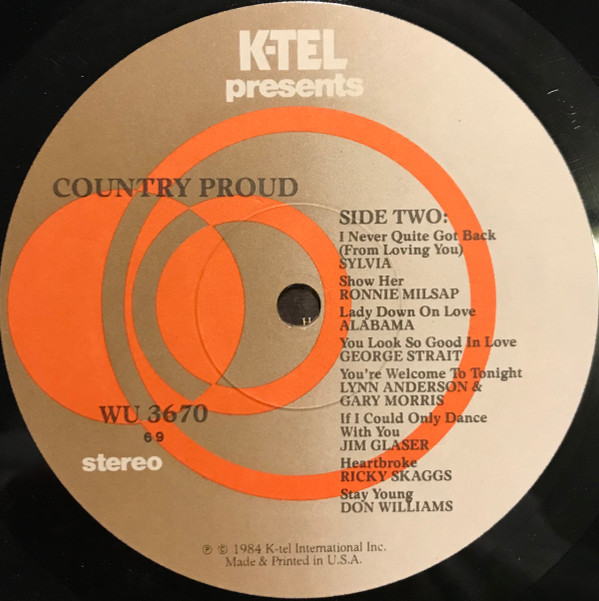 K-TEL
presents
COUNTRY PROUD
SIDE TWO:
I Never Quite Got Back
(From Loving You)
SYLVIA
Show Her
RONNIE MILSAP
Lady Down On Love
ALABAMA
You Look So Good In Love
GEORGE STRAIT
You're Welcome To Tonight
LYNN ANDERSON &
GARY MORRIS
If I Could Only Dance
With You
JIM GLASER
Heartbroke
RICKY SKAGGS
Stay Young
DON WILLIAMS
WU 3670
69
stereo
℗ © 1984 K-tel International Inc.
Made & Printed in U.S.A.